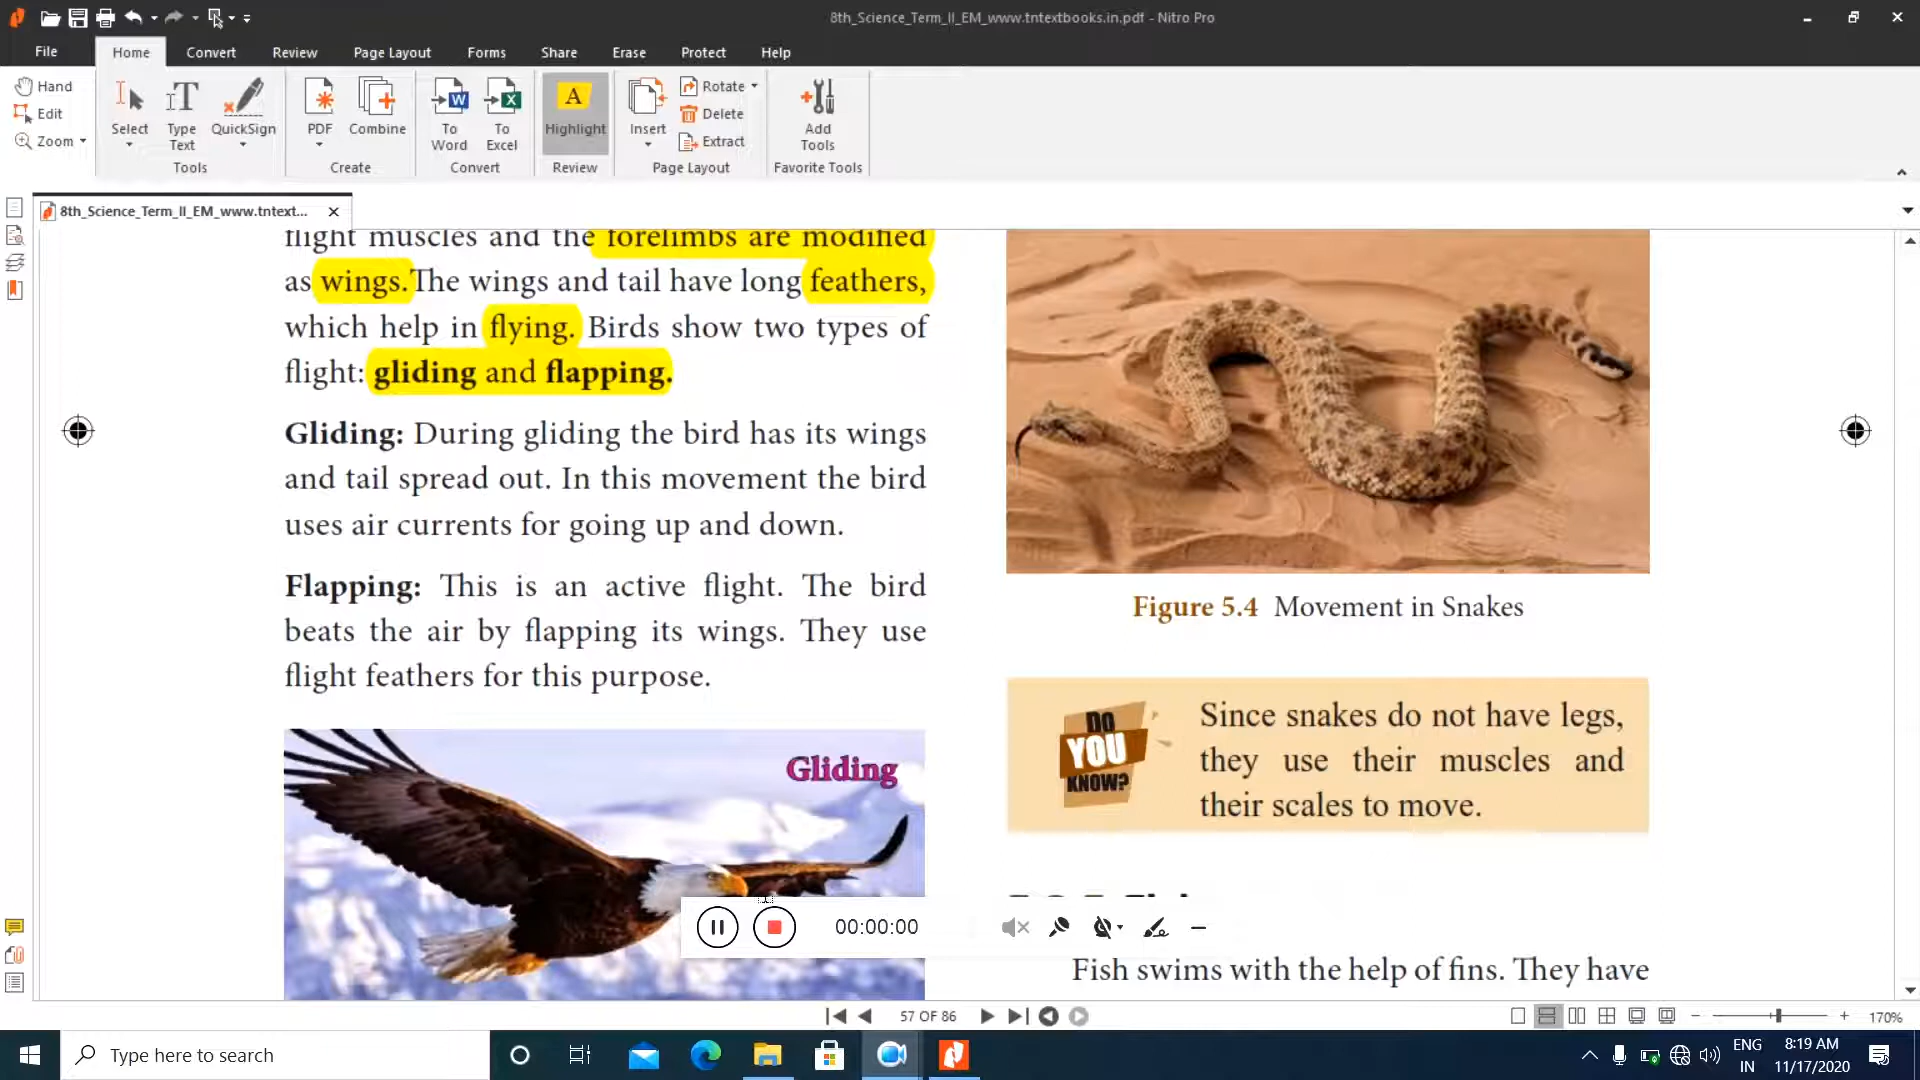 8th_Science_Term_II_EM_www.tntextbooks.in.pdf - Nitro Pro
File
Home
Convert
Review
Page Layout
Forms
Share
Erase
Protect
Help
Hand
Edit
Zoom
Select
Type Text
QuickSign
Tools
PDF
Combine
Create
To Word
To Excel
Convert
A
Highlight
Review
Insert
Rotate
Delete
Extract
Page Layout
Add Tools
Favorite Tools
8th_Science_Term_II_EM_www.tntext...
flight muscles and the forelimbs are modified
as wings.The wings and tail have long feathers,
which help in flying. Birds show two types of
flight: gliding and flapping.
Gliding: During gliding the bird has its wings
and tail spread out. In this movement the bird
uses air currents for going up and down.
Flapping: This is an active flight. The bird
beats the air by flapping its wings. They use
flight feathers for this purpose.
Gliding
Figure 5.4 Movement in Snakes
DO
YOU
KNOW?
Since snakes do not have legs,
they use their muscles and
their scales to move.
00:00:00
Fish swims with the help of fins. They have
57 OF 86
170%
Type here to search
ENG
IN
8:19 AM
11/17/2020